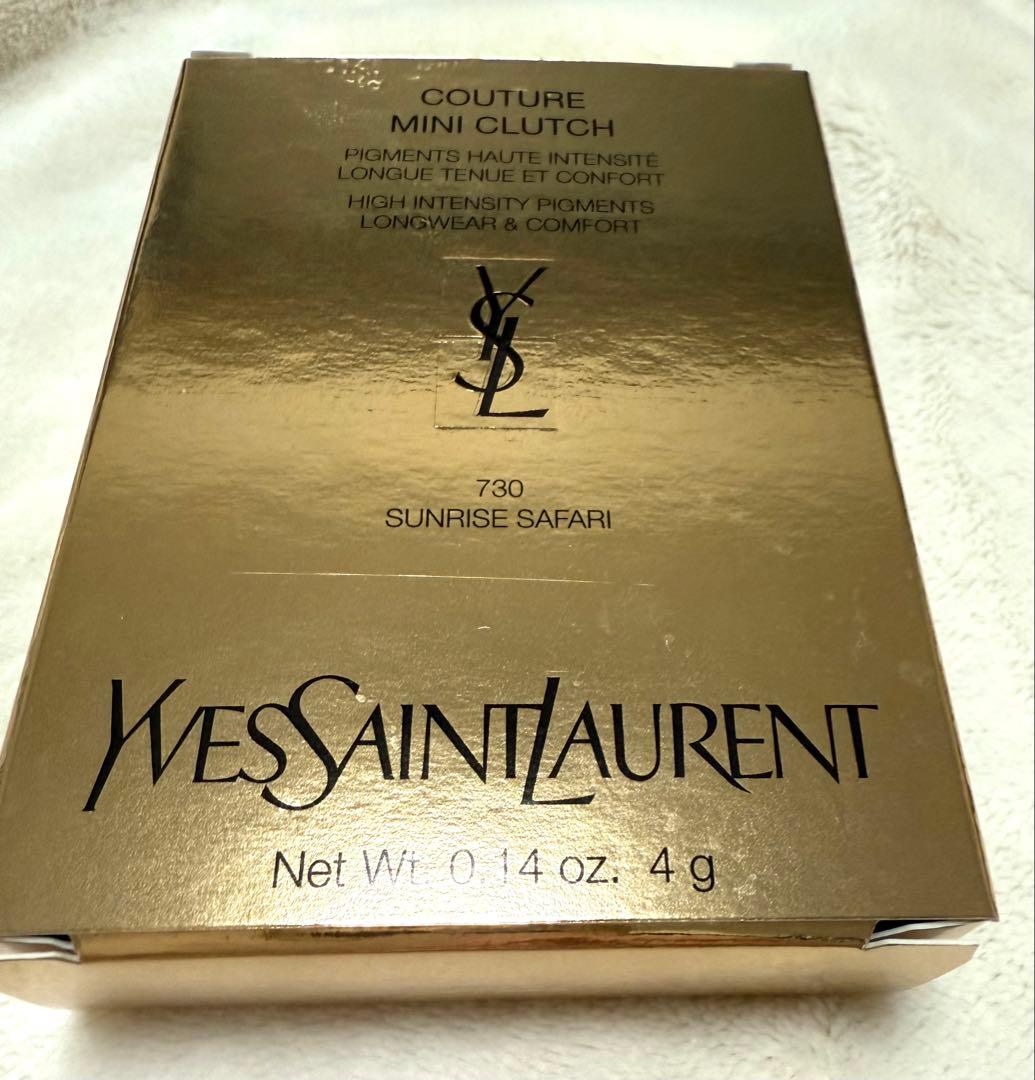 COUTURE
MINI CLUTCH
PIGMENTS HAUTE INTENSITÉ
LONGUE TENUE ET CONFORT
HIGH INTENSITY PIGMENTS
LONGWEAR & COMFORT
YSL
730
SUNRISE SAFARI
YVESSAINTLAURENT
Net Wt. 0.14 oz. 4 g